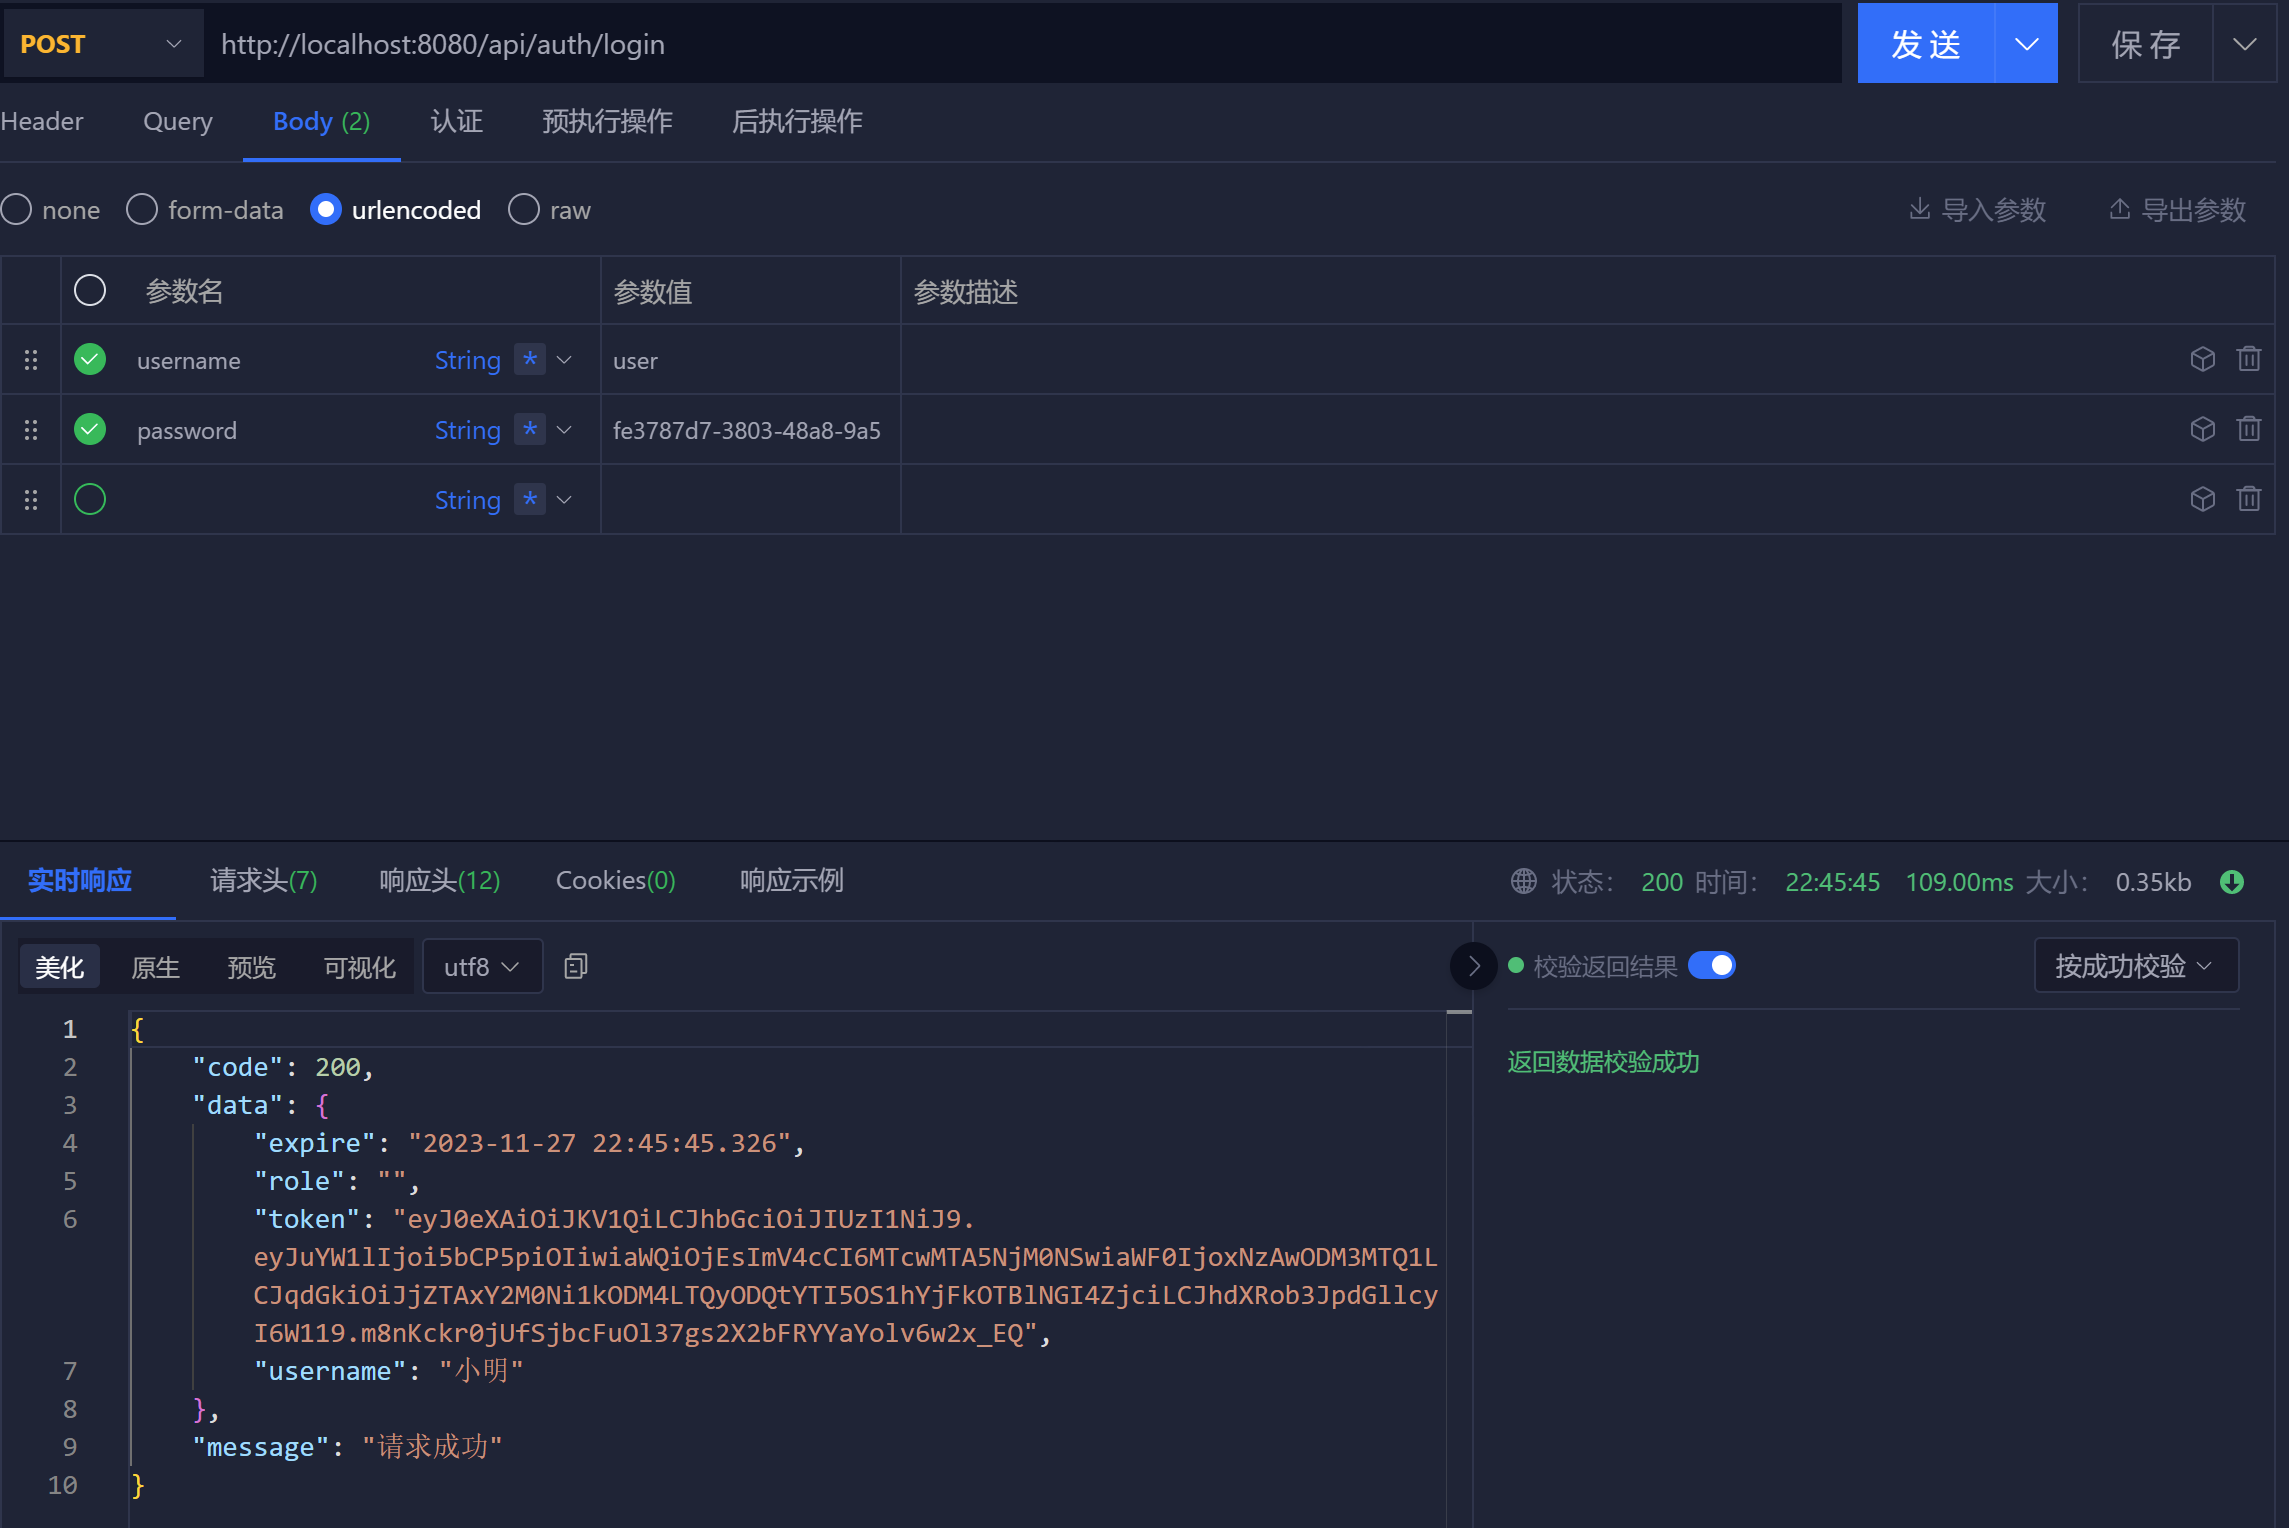 POST http://localhost:8080/api/auth/login 发送 保存
Header Query Body (2) 认证 预执行操作 后执行操作
none form-data urlencoded raw 导入参数 导出参数
参数名 参数值 参数描述
username String * user
password String * fe3787d7-3803-48a8-9a5
String *
实时响应 请求头(7) 响应头(12) Cookies(0) 响应示例 状态： 200 时间： 22:45:45 109.00ms 大小： 0.35kb
美化 原生 预览 可视化 utf8 校验返回结果 按成功校验
返回数据校验成功
1 {
2 "code": 200,
3 "data": {
4 "expire": "2023-11-27 22:45:45.326",
5 "role": "",
6 "token": "eyJ0eXAiOiJKV1QiLCJhbGciOiJIUzI1NiJ9.
eyJuYW1lIjoi5bCP5piOIiwiaWQiOjEsImV4cCI6MTcwMTA5NjM0NSwiaWF0IjoxNzAwODM3MTQ1L
CJqdGkiOiJjZTAxY2M0Ni1kODM4LTQyODQtYTI5OS1hYjFkOTBlNGI4ZjciLCJhdXRob3JpdGllcy
I6W119.m8nKckr0jUfSjbcFuOl37gs2X2bFRYYaYolv6w2x_EQ",
7 "username": "小明"
8 },
9 "message": "请求成功"
10 }